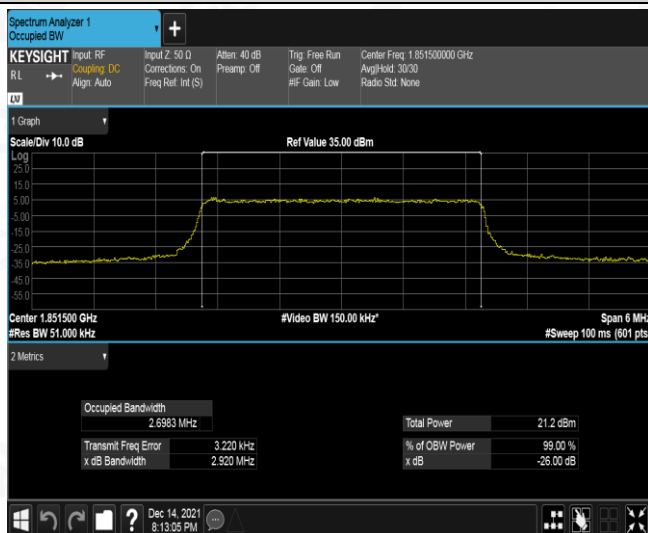 Spectrum Analyzer 1
Occupied BW
+
KEYSIGHT
RL
LXI
Input: RF
Coupling: DC
Align: Auto
Input Z: 50 Ω
Corrections: On
Freq Ref: Int (S)
Atten: 40 dB
Preamp: Off
Trig: Free Run
Gate: Off
#IF Gain: Low
Center Freq: 1.851500000 GHz
Avg|Hold: 30/30
Radio Std: None
1 Graph
Scale/Div 10.0 dB
Ref Value 35.00 dBm
Log
25.0
15.0
5.00
-5.00
-15.0
-25.0
-35.0
-45.0
-55.0
Center 1.851500 GHz
#Video BW 150.00 kHz*
Span 6 MHz
#Res BW 51.000 kHz
#Sweep 100 ms (601 pts
2 Metrics
Occupied Bandwidth
2.6983 MHz
Total Power 21.2 dBm
Transmit Freq Error 3.220 kHz
% of OBW Power 99.00 %
x dB Bandwidth 2.920 MHz
x dB -26.00 dB
?
Dec 14, 2021
8:13:05 PM